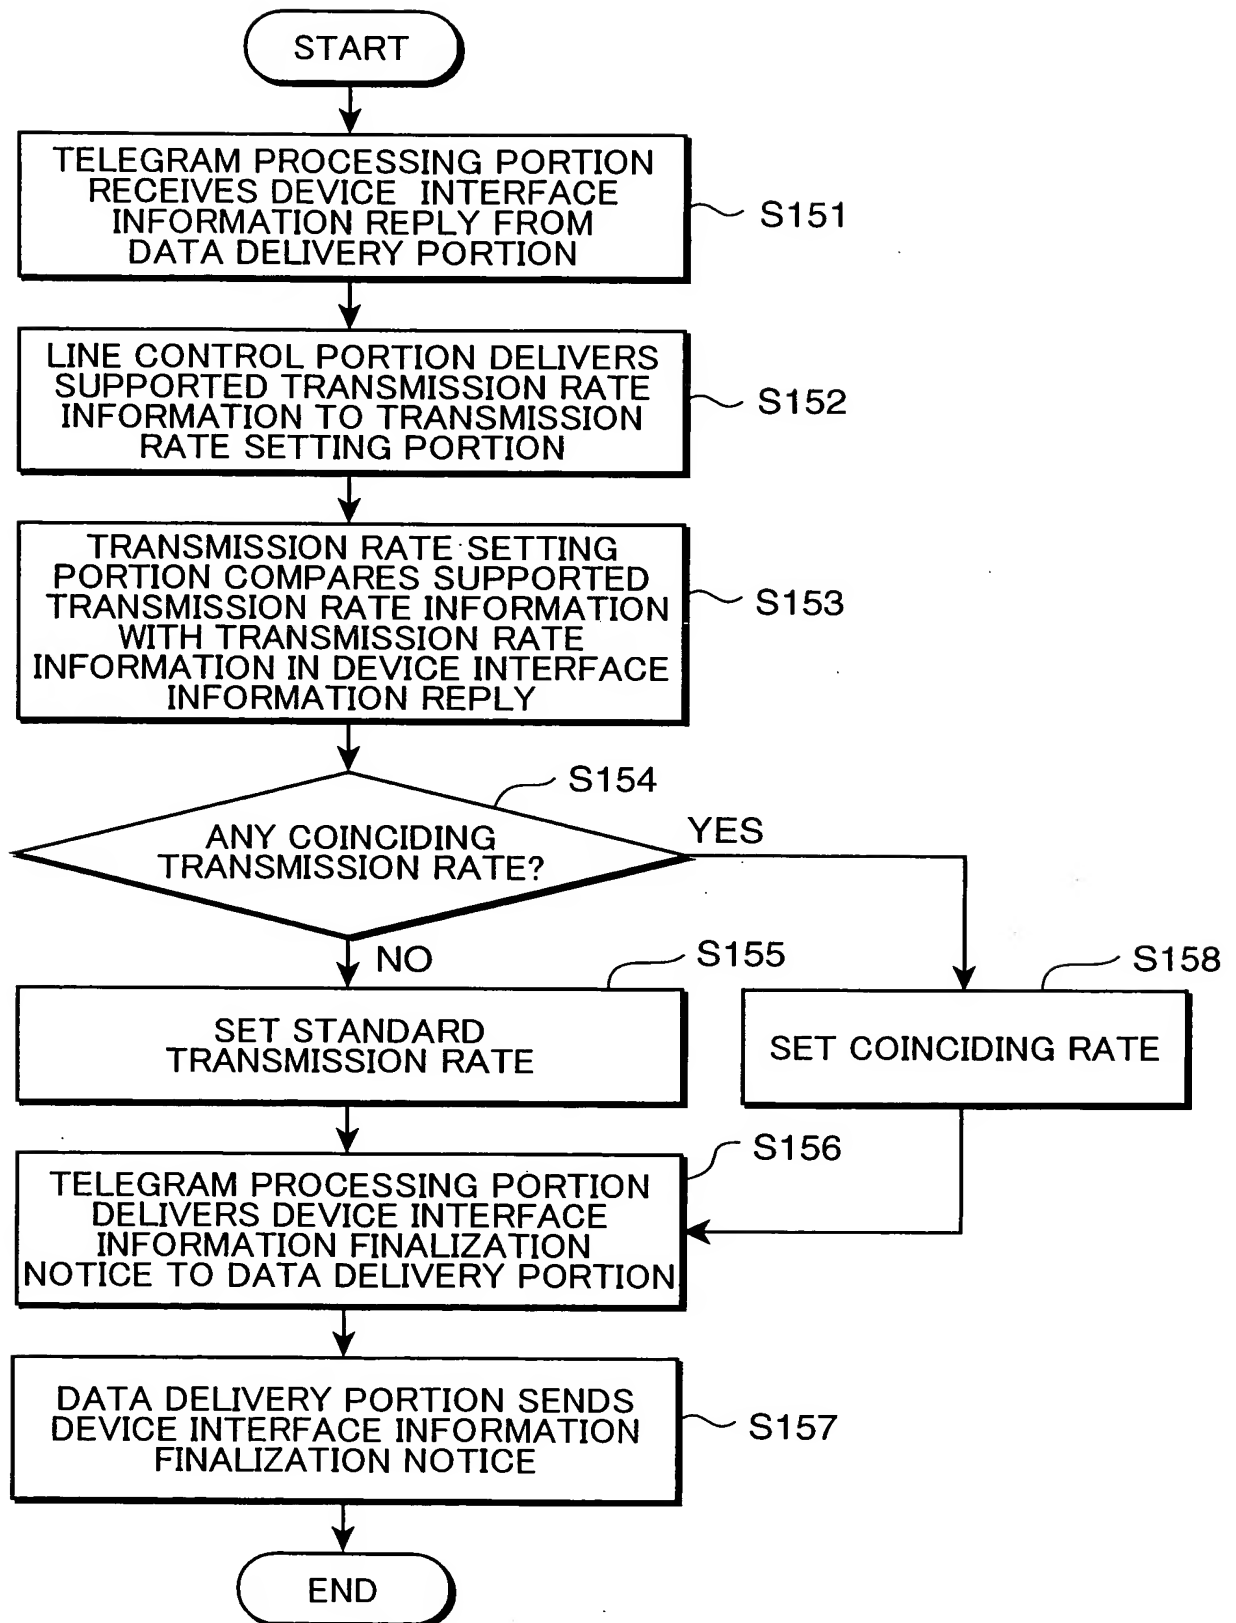 START
TELEGRAM PROCESSING PORTION
RECEIVES DEVICE INTERFACE
INFORMATION REPLY FROM
DATA DELIVERY PORTION
S151
LINE CONTROL PORTION DELIVERS
SUPPORTED TRANSMISSION RATE
INFORMATION TO TRANSMISSION
RATE SETTING PORTION
S152
TRANSMISSION RATE SETTING
PORTION COMPARES SUPPORTED
TRANSMISSION RATE INFORMATION
WITH TRANSMISSION RATE
INFORMATION IN DEVICE INTERFACE
INFORMATION REPLY
S153
S154
ANY COINCIDING
TRANSMISSION RATE?
YES
NO
S155
SET STANDARD
TRANSMISSION RATE
S158
SET COINCIDING RATE
S156
TELEGRAM PROCESSING PORTION
DELIVERS DEVICE INTERFACE
INFORMATION FINALIZATION
NOTICE TO DATA DELIVERY PORTION
DATA DELIVERY PORTION SENDS
DEVICE INTERFACE INFORMATION
FINALIZATION NOTICE
S157
END